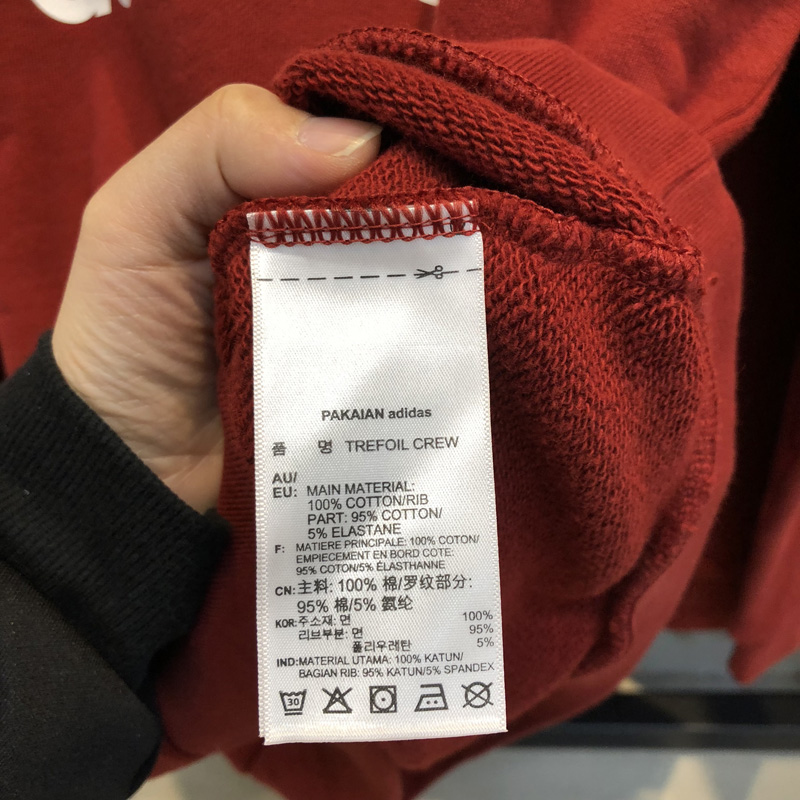 PAKAIAN adidas
품 명 TREFOIL CREW
AU/
EU: MAIN MATERIAL:
100% COTTON/RIB
PART: 95% COTTON/
5% ELASTANE
F: MATIERE PRINCIPALE: 100% COTON/
EMPIECEMENT EN BORD COTE:
95% COTON/5% ÉLASTHANNE
CN: 主料: 100% 棉/罗纹部分:
95% 棉/5% 氨纶
KOR: 주소재: 면 100%
리브부분: 면 95%
폴리우레탄 5%
IND: MATERIAL UTAMA: 100% KATUN/
BAGIAN RIB: 95% KATUN/5% SPANDEX
30